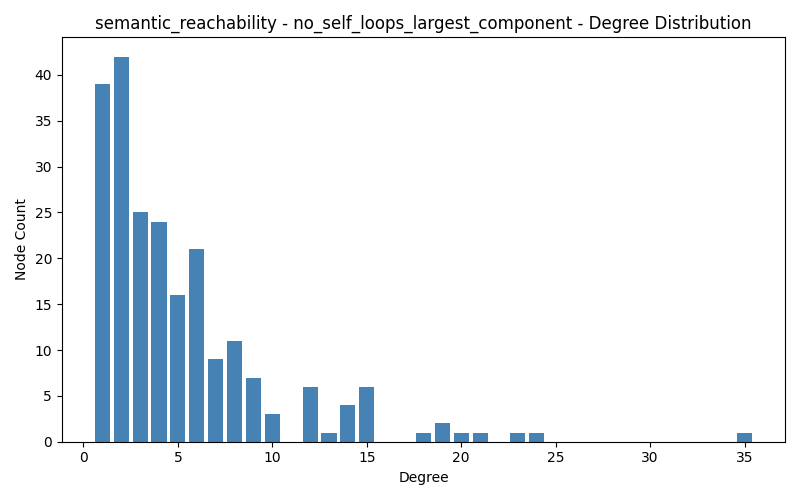 semantic_reachability - no_self_loops_largest_component - Degree Distribution
40
35
30
25
20
15
10
5
0
Node Count
0 5 10 15 20 25 30 35
Degree